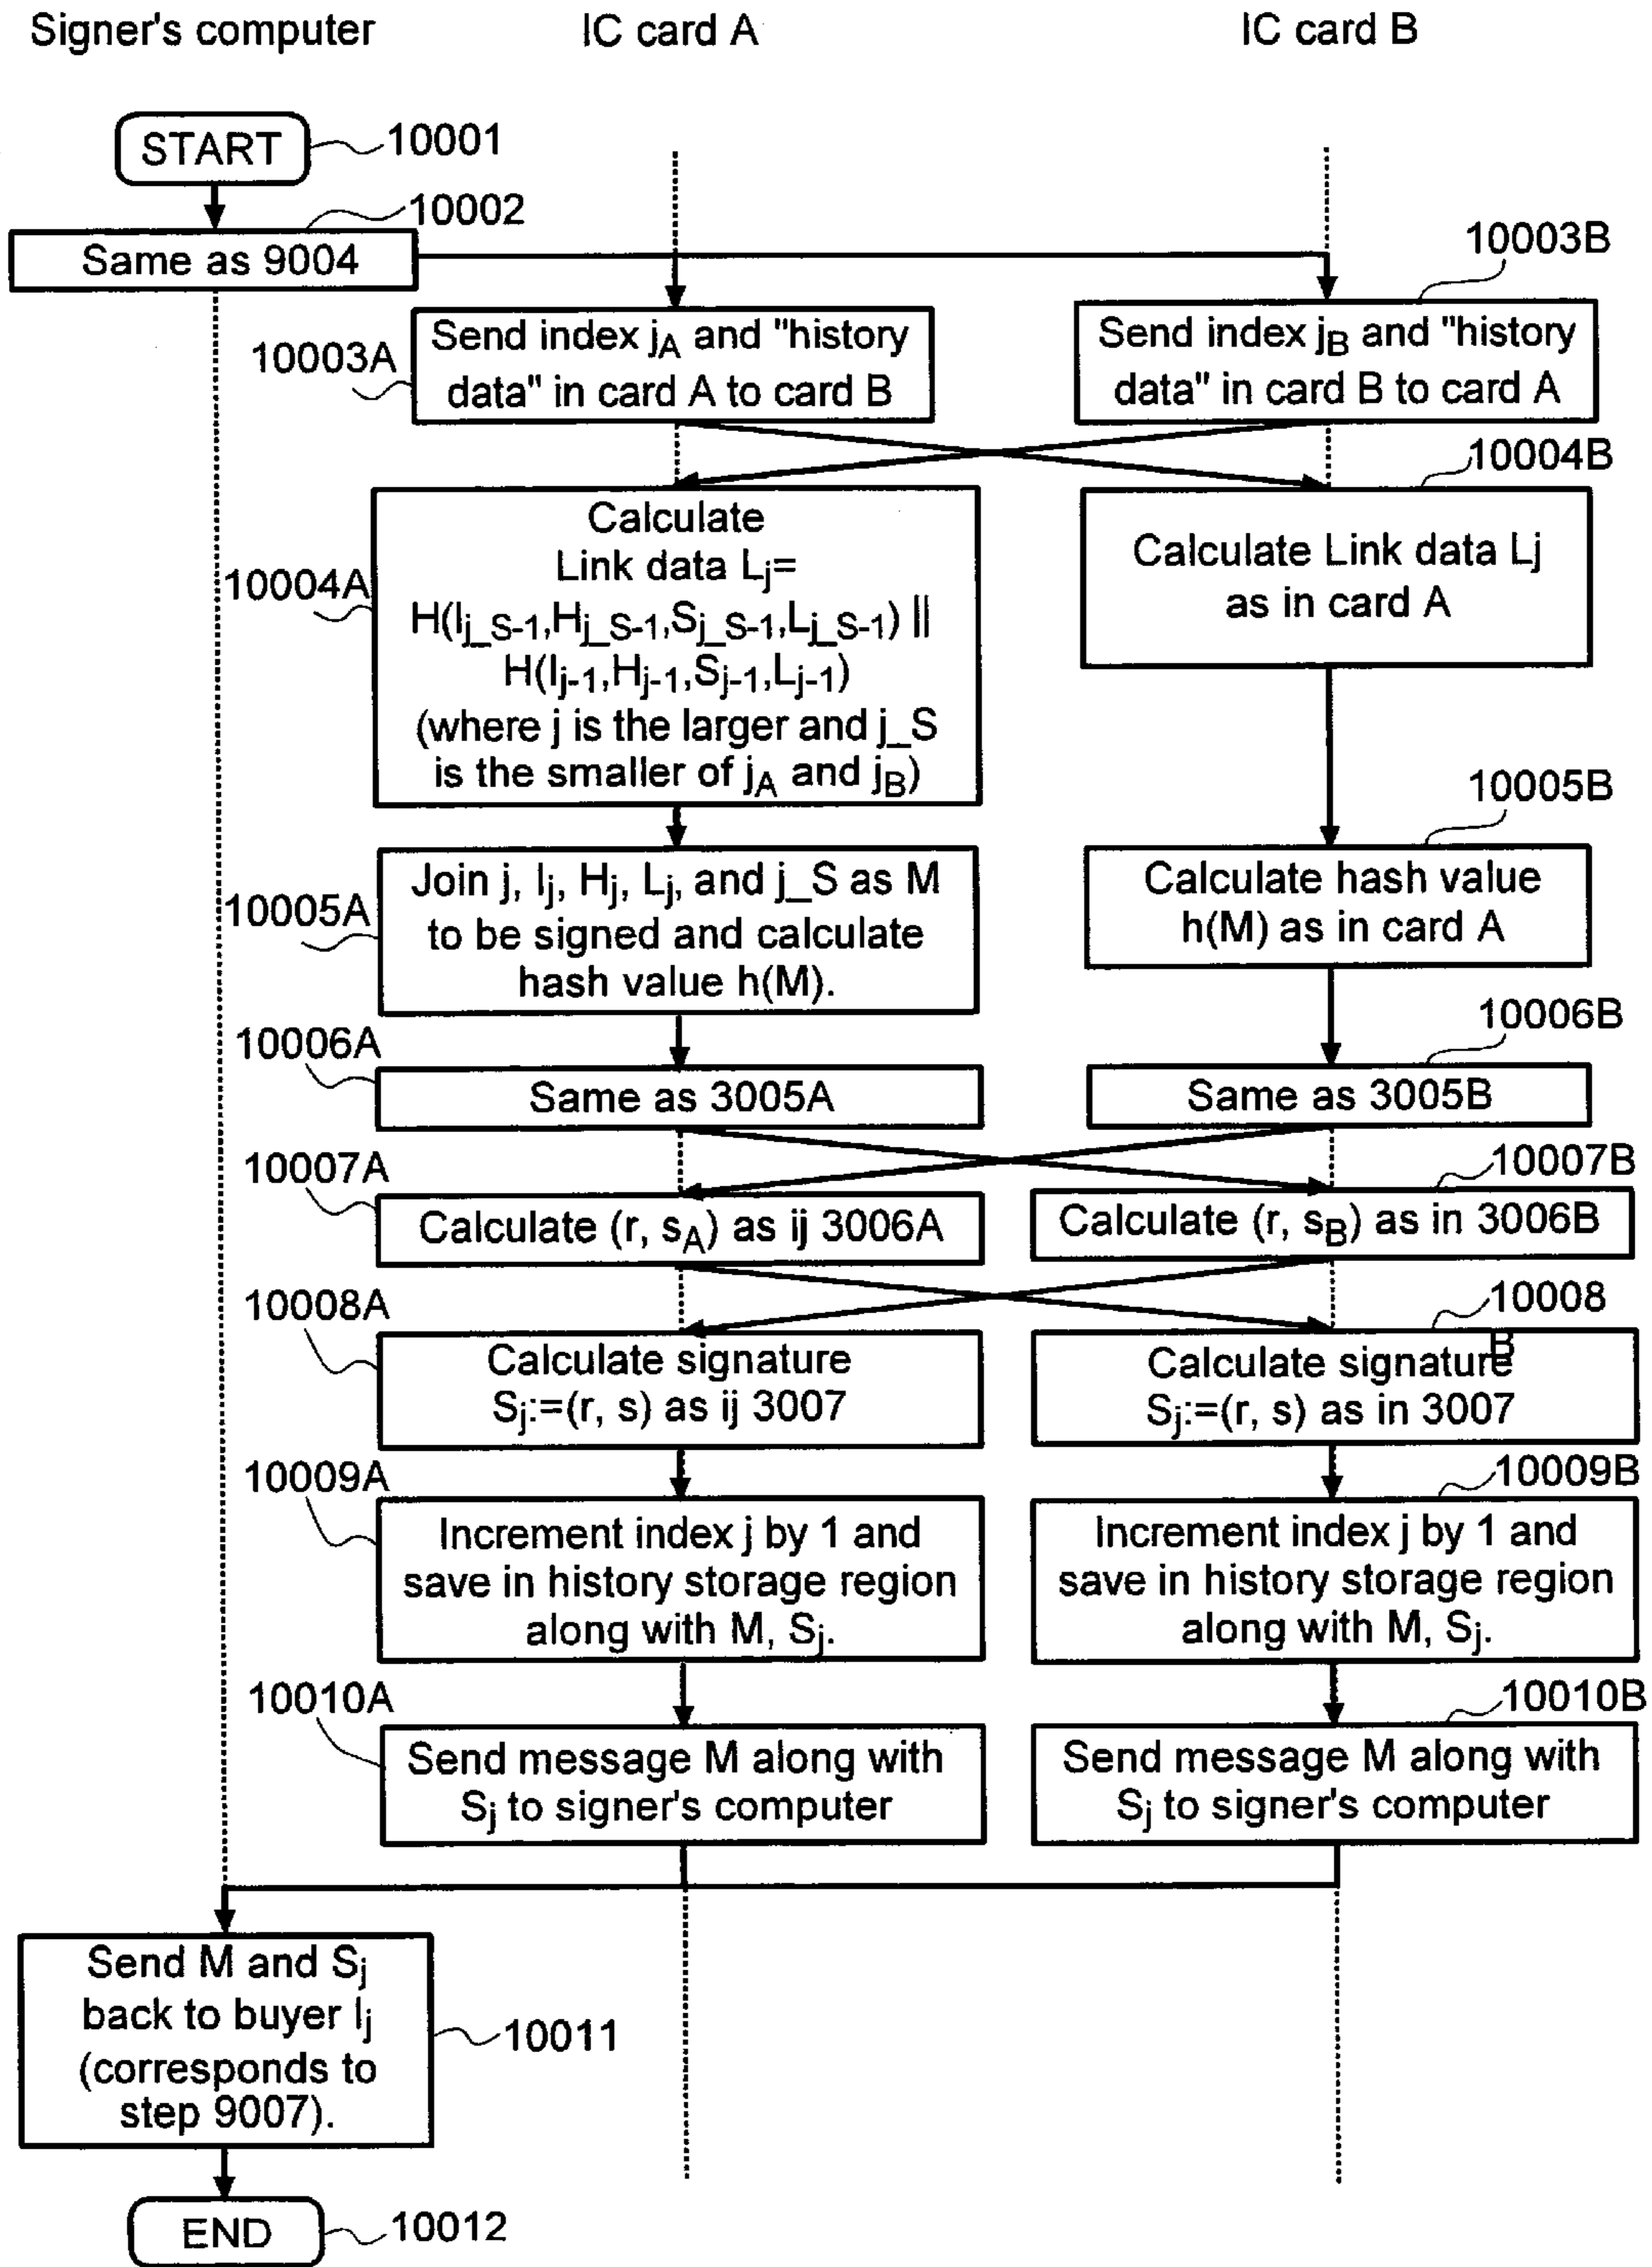 Signer's computer
IC card A
IC card B
START
10001
10002
Same as 9004
10003B
10003A
Send index jA and "history
data" in card A to card B
Send index jB and "history
data" in card B to card A
10004B
10004A
Calculate
Link data Lj=
H(Ij_S-1,Hj_S-1,Sj_S-1,Lj_S-1) ||
H(Ij-1,Hj-1,Sj-1,Lj-1)
(where j is the larger and j_S
is the smaller of jA and jB)
Calculate Link data Lj
as in card A
10005B
10005A
Join j, Ij, Hj, Lj, and j_S as M
to be signed and calculate
hash value h(M).
Calculate hash value
h(M) as in card A
10006A
10006B
Same as 3005A
Same as 3005B
10007A
10007B
Calculate (r, sA) as ij 3006A
Calculate (r, sB) as in 3006B
10008A
10008
B
Calculate signature
Sj:=(r, s) as ij 3007
Calculate signature
Sj:=(r, s) as in 3007
10009A
10009B
Increment index j by 1 and
save in history storage region
along with M, Sj.
Increment index j by 1 and
save in history storage region
along with M, Sj.
10010A
10010B
Send message M along with
Sj to signer's computer
Send message M along with
Sj to signer's computer
Send M and Sj
back to buyer Ij
(corresponds to
step 9007).
10011
END
10012